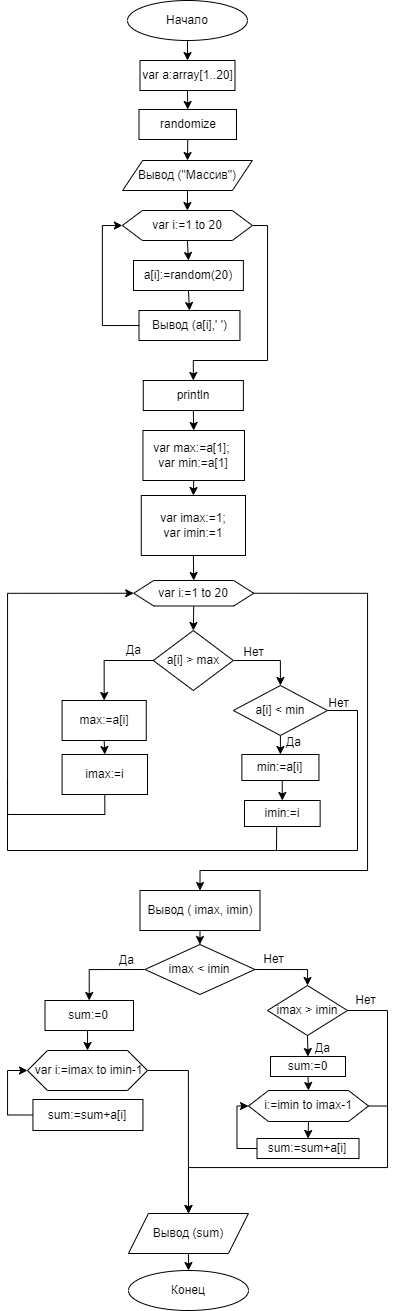 Начало
var a:array[1..20]
randomize
Вывод ("Массив")
var i:=1 to 20
a[i]:=random(20)
Вывод (a[i],' ')
println
var max:=a[1];
var min:=a[1]
var imax:=1;
var imin:=1
var i:=1 to 20
a[i] > max
Да
Нет
max:=a[i]
imax:=i
a[i] < min
Нет
Да
min:=a[i]
imin:=i
Вывод ( imax, imin)
imax < imin
Да
Нет
sum:=0
var i:=imax to imin-1
sum:=sum+a[i]
imax > imin
Нет
Да
sum:=0
i:=imin to imax-1
sum:=sum+a[i]
Вывод (sum)
Конец